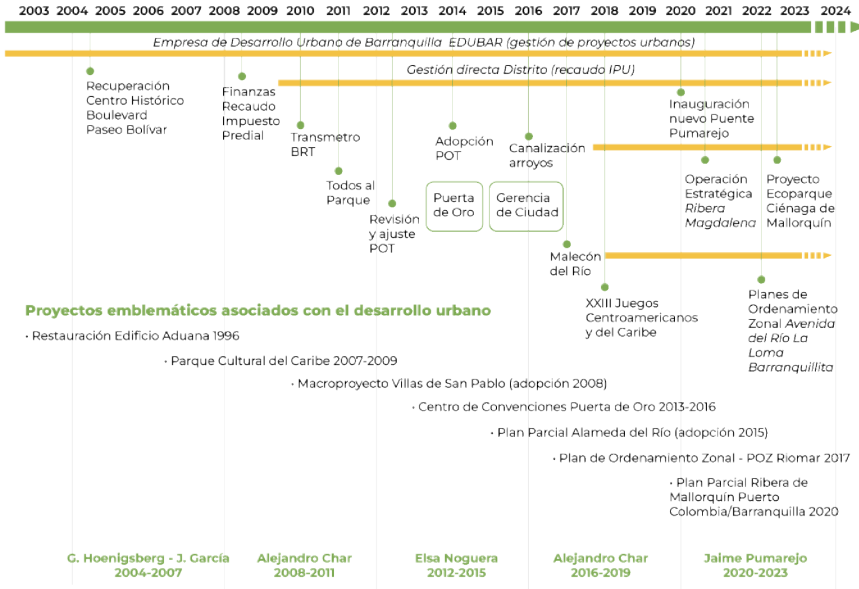 2003 2004 2005 2006 2007 2008 2009 2010 2011 2012 2013 2014 2015 2016 2017 2018 2019 2020 2021 2022 2023 2024
Empresa de Desarrollo Urbano de Barranquilla EDUBAR (gestión de proyectos urbanos)
Gestión directa Distrito (recaudo IPU)
Recuperación
Centro Histórico
Boulevard
Paseo Bolívar
Finanzas
Recaudo
Impuesto
Predial
Transmetro
BRT
Todos al
Parque
Revisión
y ajuste
POT
Adopción
POT
Puerta
de Oro
Canalización
arroyos
Gerencia
de Ciudad
Malecón
del Río
XXIII Juegos
Centroamericanos
y del Caribe
Inauguración
nuevo Puente
Pumarejo
Operación
Estratégica
Ribera
Magdalena
Proyecto
Ecoparque
Ciénaga de
Mallorquín
Planes de
Ordenamiento
Zonal Avenida
del Río La
Loma
Barranquillita
Proyectos emblemáticos asociados con el desarrollo urbano
· Restauración Edificio Aduana 1996
· Parque Cultural del Caribe 2007-2009
· Macroproyecto Villas de San Pablo (adopción 2008)
· Centro de Convenciones Puerta de Oro 2013-2016
· Plan Parcial Alameda del Río (adopción 2015)
· Plan de Ordenamiento Zonal - POZ Riomar 2017
· Plan Parcial Ribera de
Mallorquín Puerto
Colombia/Barranquilla 2020
G. Hoenigsberg - J. García
2004-2007
Alejandro Char
2008-2011
Elsa Noguera
2012-2015
Alejandro Char
2016-2019
Jaime Pumarejo
2020-2023